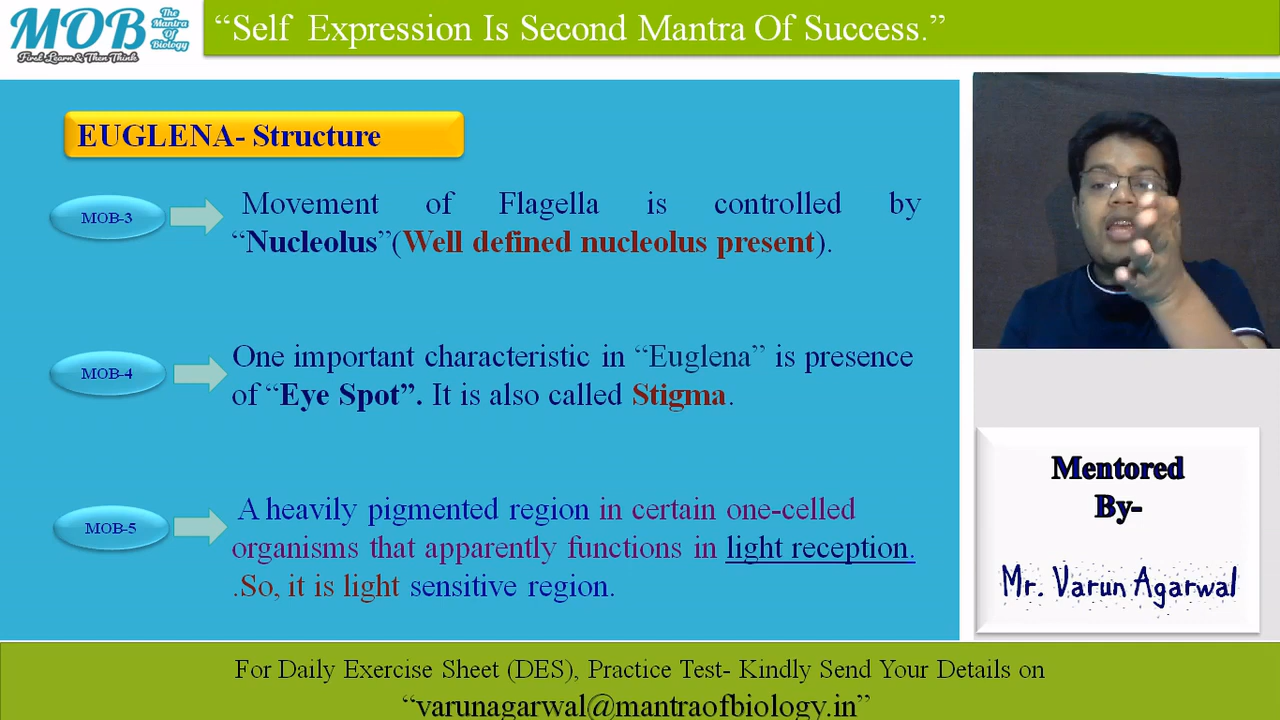 MOB The Mantra Of Biology
First Learn & Then Think
“Self Expression Is Second Mantra Of Success.”
EUGLENA- Structure
MOB-3
Movement of Flagella is controlled by
“Nucleolus”(Well defined nucleolus present).
MOB-4
One important characteristic in “Euglena” is presence
of “Eye Spot”. It is also called Stigma.
MOB-5
A heavily pigmented region in certain one-celled
organisms that apparently functions in light reception.
.So, it is light sensitive region.
Mentored
By-
Mr. Varun Agarwal
For Daily Exercise Sheet (DES), Practice Test- Kindly Send Your Details on
“varunagarwal@mantraofbiology.in”